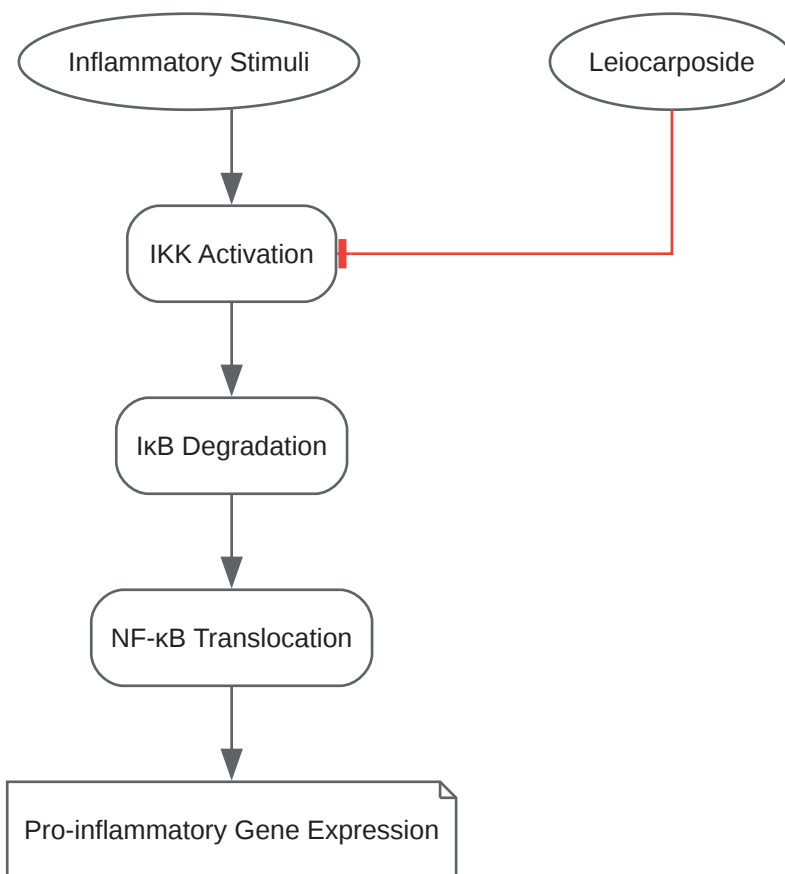 Inflammatory Stimuli
Leiocarposide
IKK Activation
IκB Degradation
NF-κB Translocation
Pro-inflammatory Gene Expression